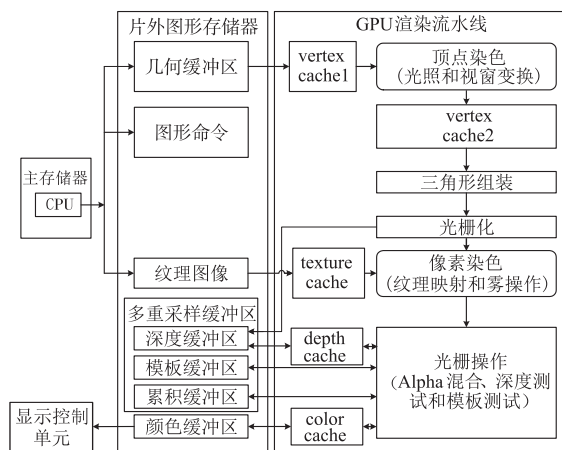 片外图形存储器
GPU渲染流水线
几何缓冲区
vertex
cache1
顶点染色
(光照和视窗变换)
图形命令
vertex
cache2
主存储器
CPU
三角形组装
光栅化
纹理图像
texture
cache
像素染色
(纹理映射和雾操作)
多重采样缓冲区
深度缓冲区
depth
cache
模板缓冲区
累积缓冲区
光栅操作
(Alpha混合、深度测
试和模板测试)
显示控制
单元
颜色缓冲区
color
cache